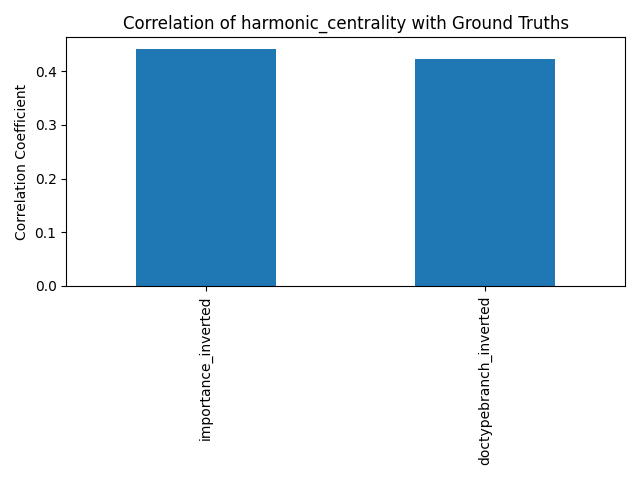 Correlation of harmonic_centrality with Ground Truths
Correlation Coefficient
0.4
0.3
0.2
0.1
0.0
importance_inverted
doctypebranch_inverted